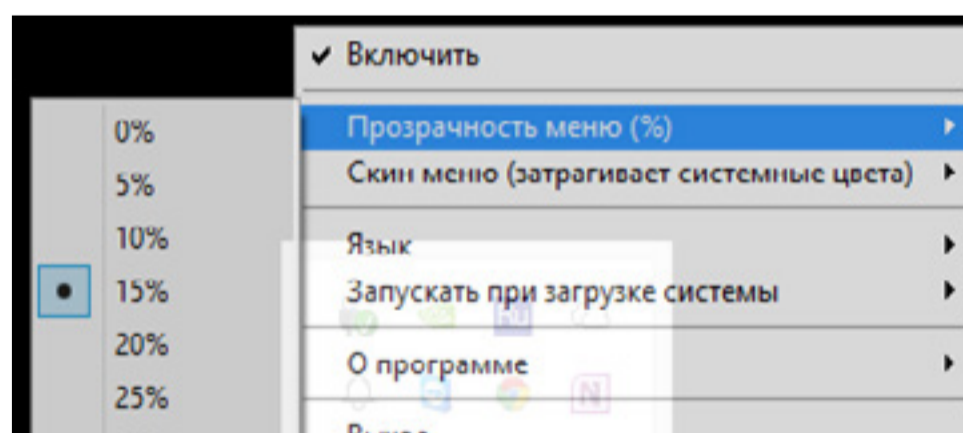 Включить
Прозрачность меню (%)
Скин меню (затрагивает системные цвета)
Язык
Запускать при загрузке системы
О программе
0%
5%
10%
15%
20%
25%